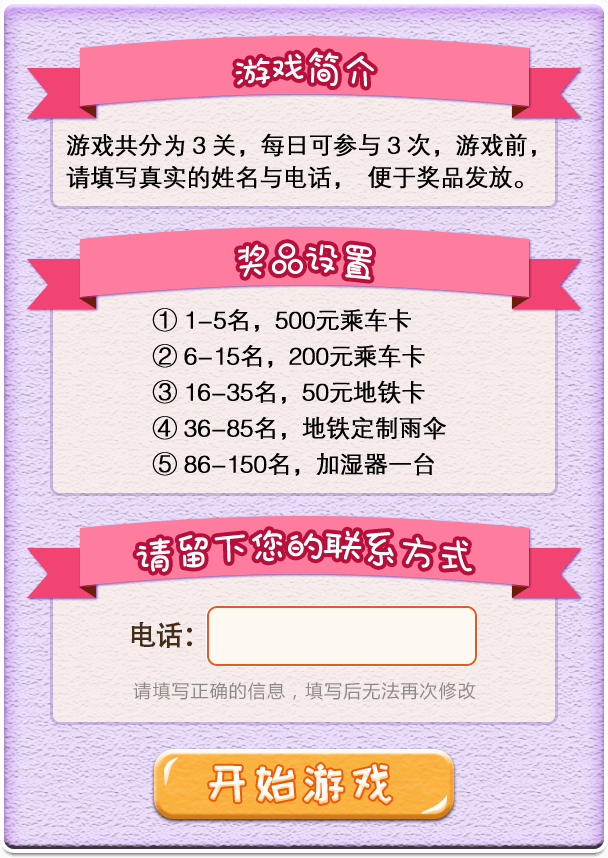 游戏简介
游戏共分为3关，每日可参与3次，游戏前，
请填写真实的姓名与电话， 便于奖品发放。
奖品设置
① 1-5名，500元乘车卡
② 6-15名，200元乘车卡
③ 16-35名，50元地铁卡
④ 36-85名，地铁定制雨伞
⑤ 86-150名，加湿器一台
请留下您的联系方式
电话：
请填写正确的信息，填写后无法再次修改
开始游戏